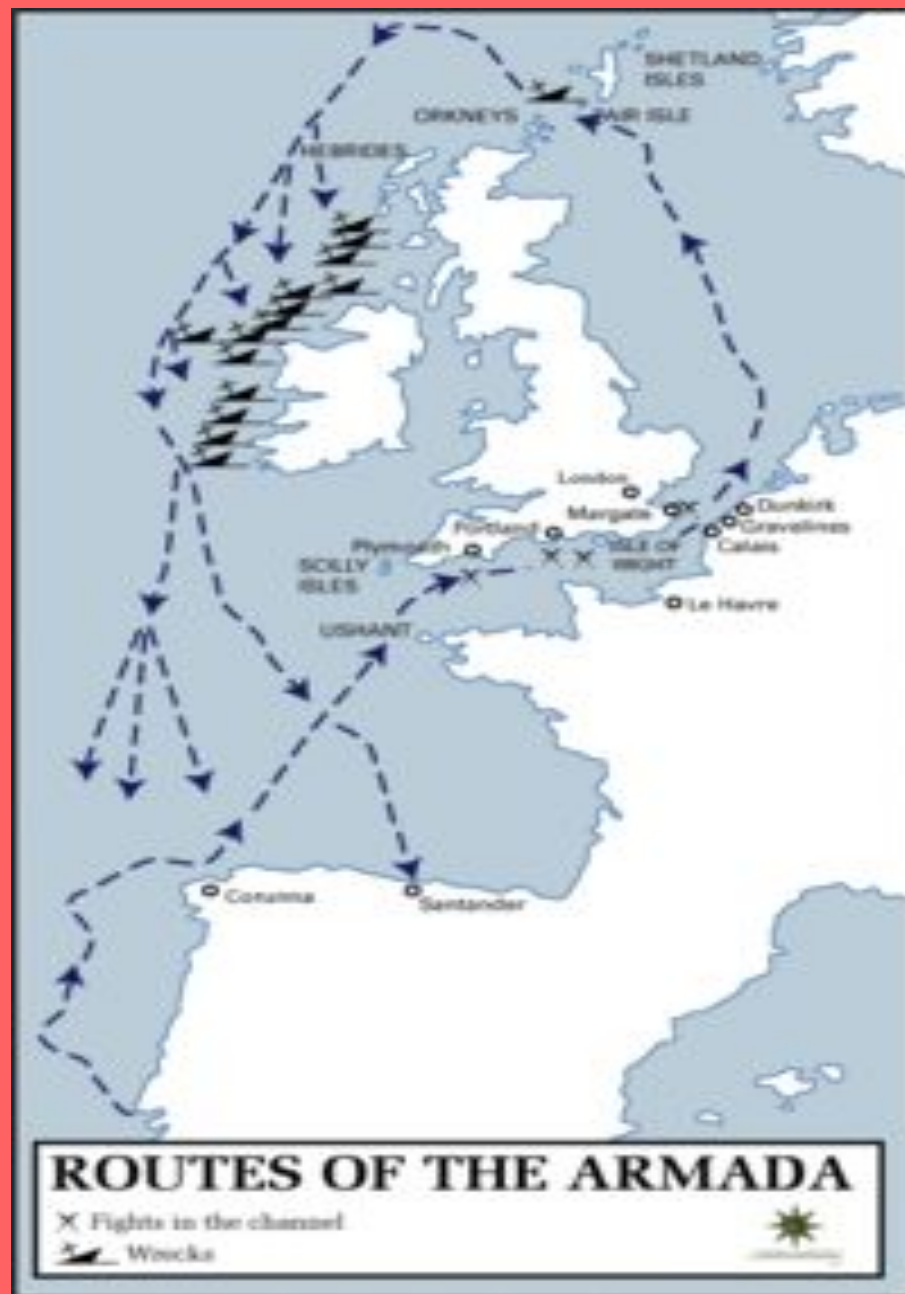 SHETLAND
ISLES
ORKNEYS
FAIR ISLE
HEBRIDES
London
Margate
Dunkirk
Gravelines
Calais
Portland
Plymouth
ISLE OF
WIGHT
SCILLY
ISLES
Le Havre
USHANT
Corunna
Santander
ROUTES OF THE ARMADA
Fights in the channel
Wrecks